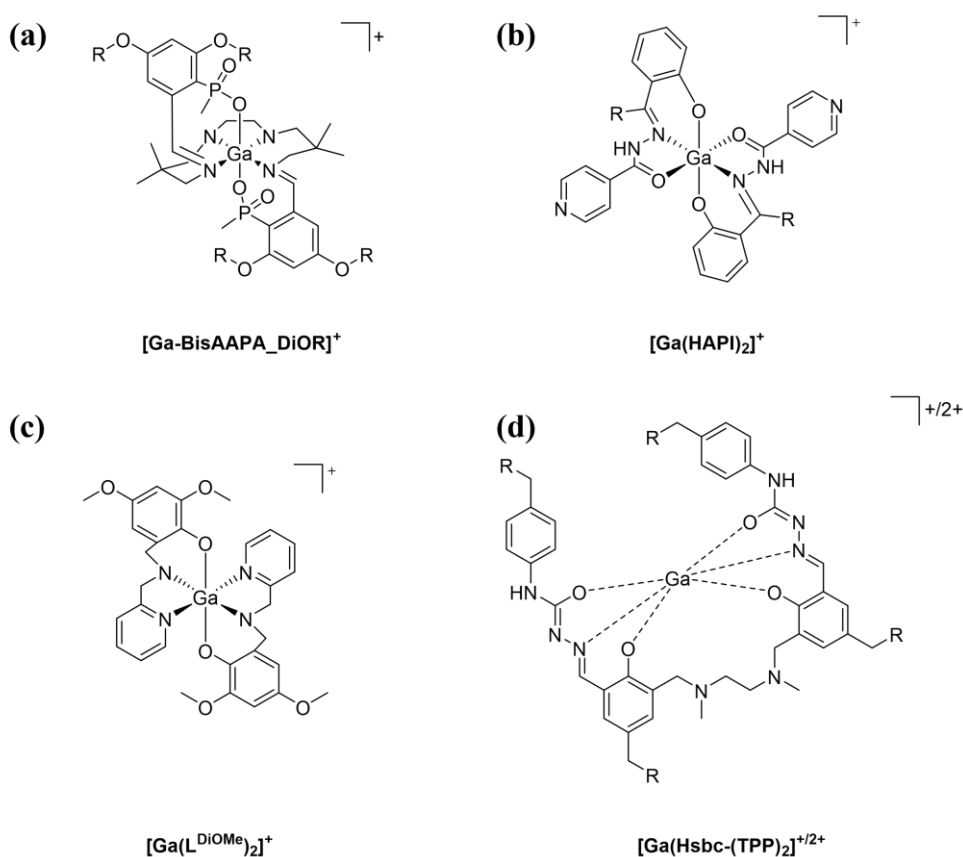 (a)
+
R
O
O
R
O
P
O
N
N
Ga
N
N
O
O
P
R
O
O
R
[Ga-BisAAPA_DiOR]+
(b)
+
O
R
N
HN
O
Ga
O
N
NH
N
N
O
R
[Ga(HAPI)2]+
(c)
+
O
O
O
N
N
Ga
N
N
O
O
O
[Ga(L^DiOMe)2]+
(d)
+/2+
R
R
NH
O
N
N
Ga
O
HN
O
N
N
O
R
N
N
R
[Ga(Hsbc-(TPP)2]+/2+